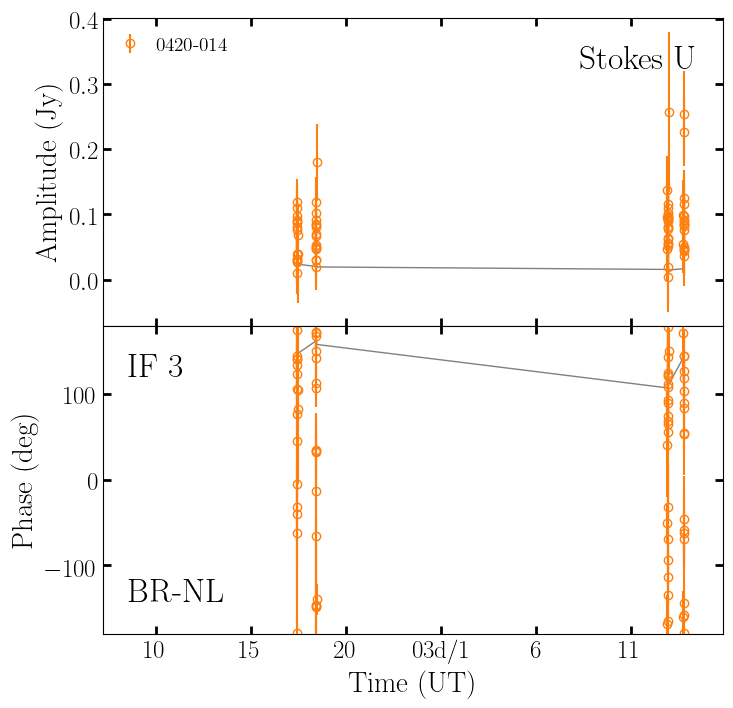 0420-014
Stokes U
0.4
0.3
0.2
0.1
0.0
Amplitude (Jy)
IF 3
100
0
−100
Phase (deg)
BR-NL
10 15 20 03d/1 6 11
Time (UT)